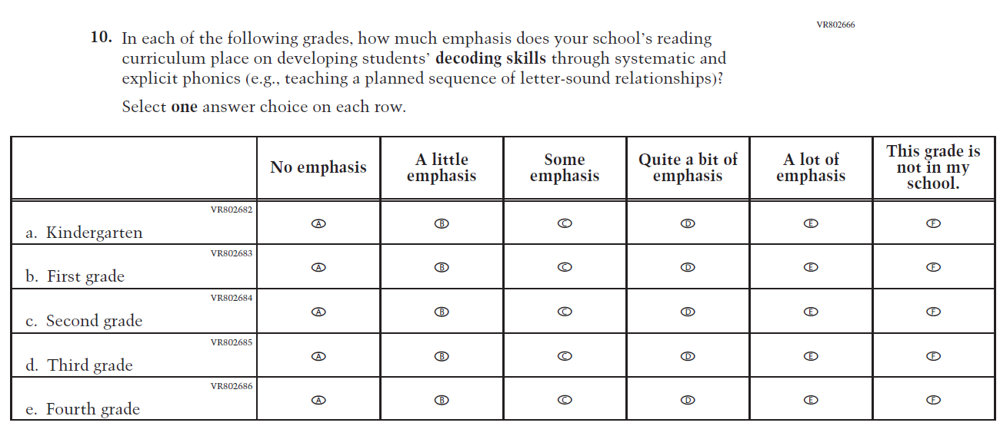 VR802666
10. In each of the following grades, how much emphasis does your school's reading
curriculum place on developing students' decoding skills through systematic and
explicit phonics (e.g., teaching a planned sequence of letter-sound relationships)?
Select one answer choice on each row.
No emphasis A little emphasis Some emphasis Quite a bit of emphasis A lot of emphasis This grade is not in my school.
VR802682
a. Kindergarten A B C D E F
VR802683
b. First grade A B C D E F
VR802684
c. Second grade A B C D E F
VR802685
d. Third grade A B C D E F
VR802686
e. Fourth grade A B C D E F